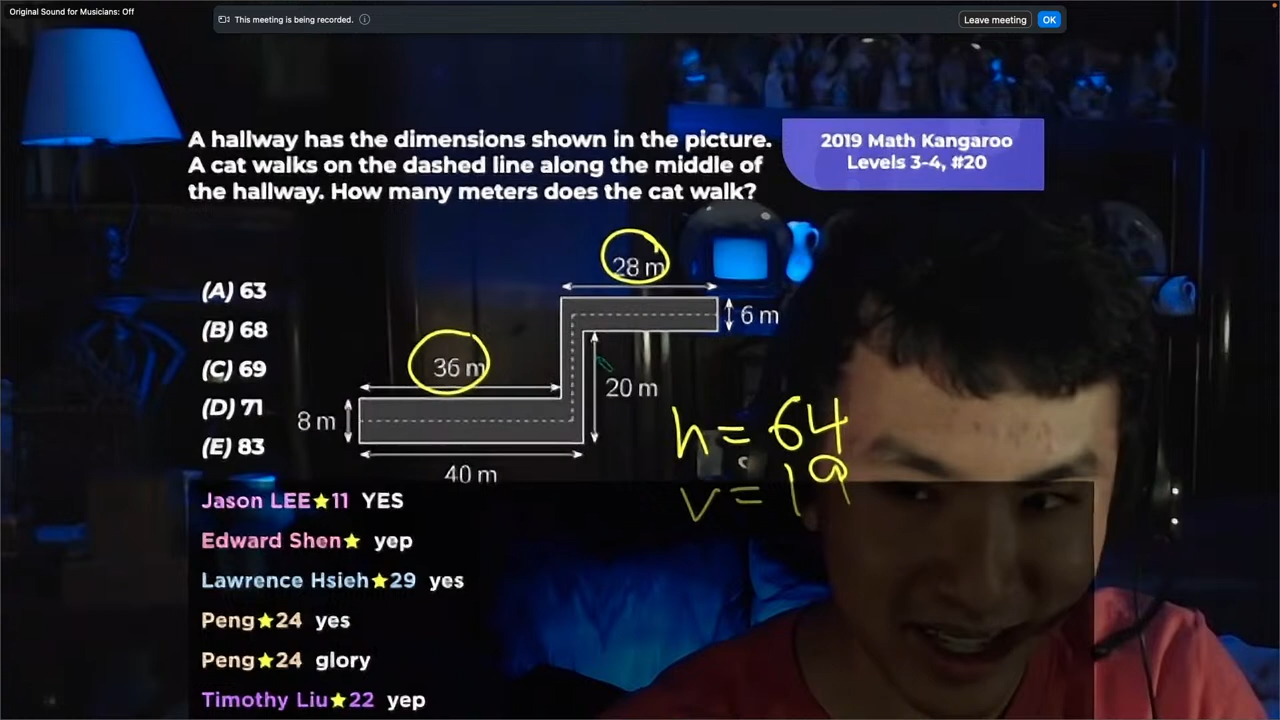 Original Sound for Musicians: Off
This meeting is being recorded.
Leave meeting
OK
A hallway has the dimensions shown in the picture.
A cat walks on the dashed line along the middle of
the hallway. How many meters does the cat walk?
2019 Math Kangaroo
Levels 3-4, #20
(A) 63
(B) 68
(C) 69
(D) 71
(E) 83
28 m
6 m
36 m
20 m
8 m
40 m
h = 64
v = 19
Jason LEE★11 YES
Edward Shen★ yep
Lawrence Hsieh★29 yes
Peng★24 yes
Peng★24 glory
Timothy Liu★22 yep